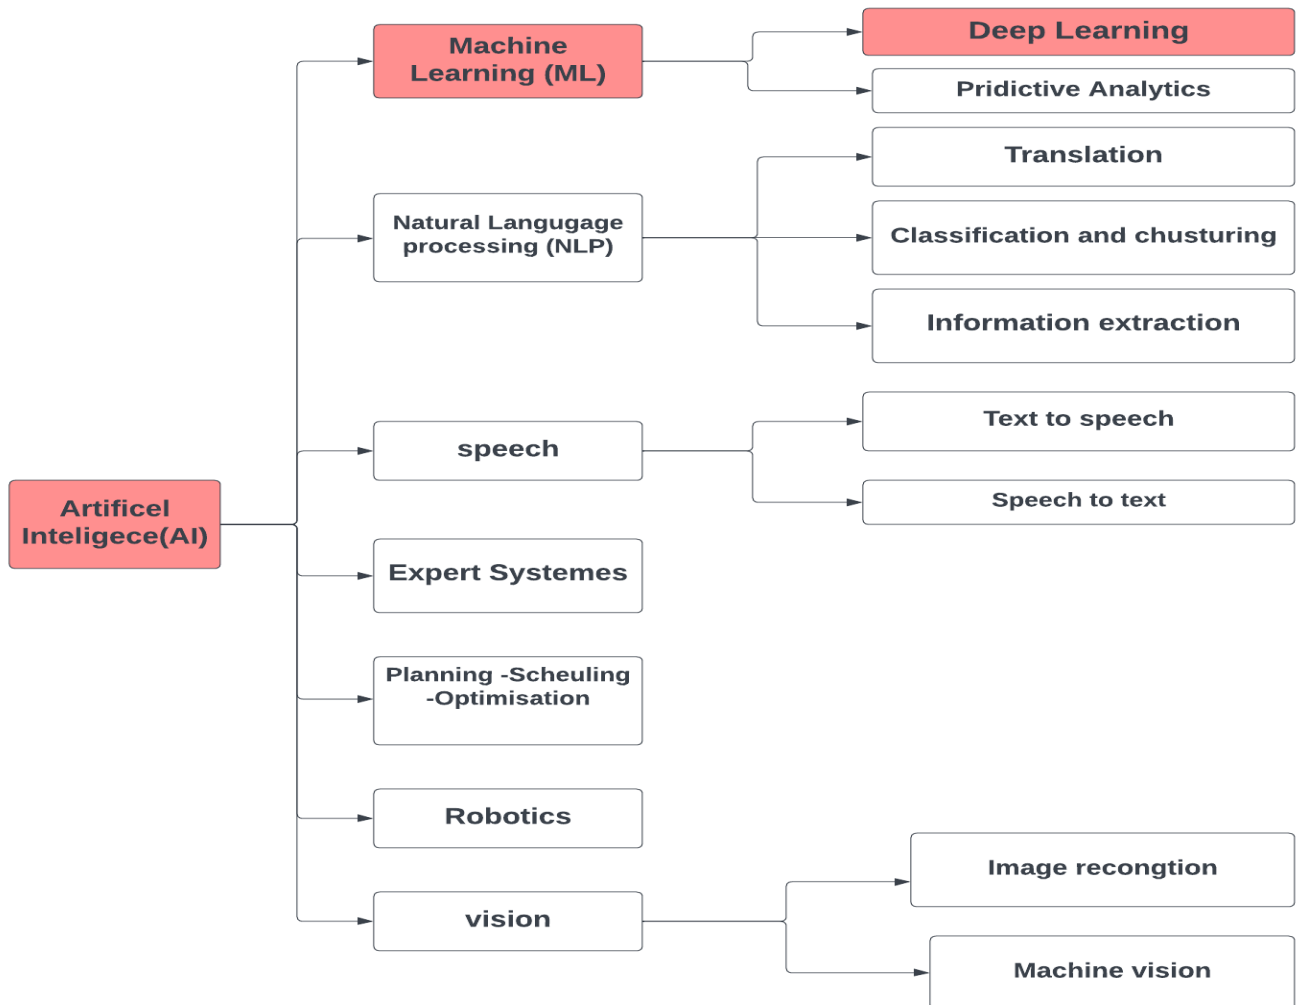 Machine
Learning (ML)
Deep Learning
Pridictive Analytics
Natural Langugage
processing (NLP)
Translation
Classification and chusturing
Information extraction
speech
Text to speech
Speech to text
Artificel
Inteligece(AI)
Expert Systemes
Planning -Scheuling
-Optimisation
Robotics
vision
Image recongtion
Machine vision